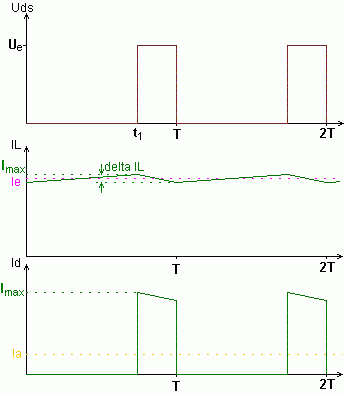 Uds
Ue
t1 T 2T
IL
Imax
delta IL
Ie
T 2T
Id
Imax
Ia
T 2T